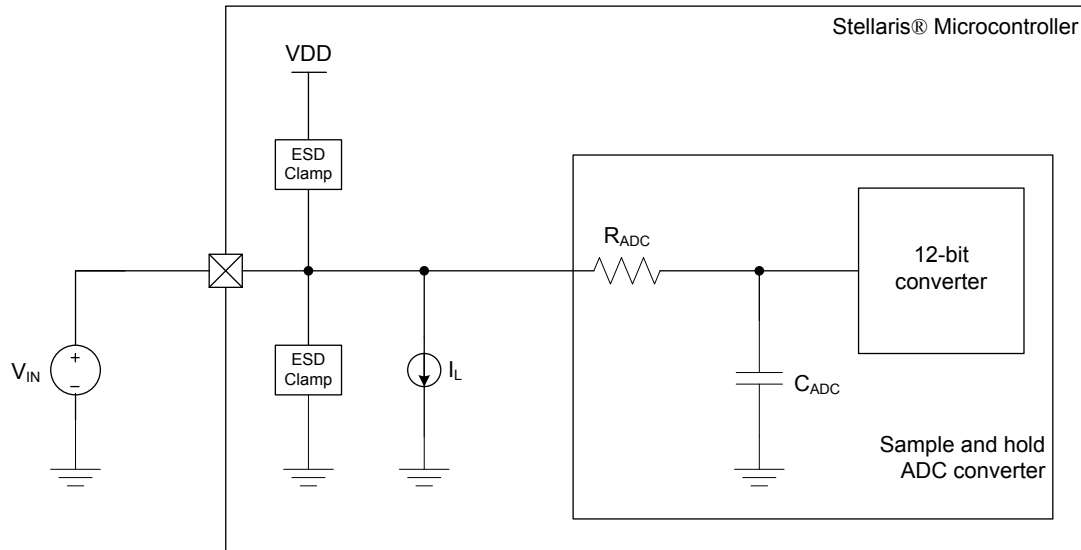 Stellaris® Microcontroller
VDD
ESD
Clamp
RADC
12-bit
converter
VIN
+
–
ESD
Clamp
IL
CADC
Sample and hold
ADC converter